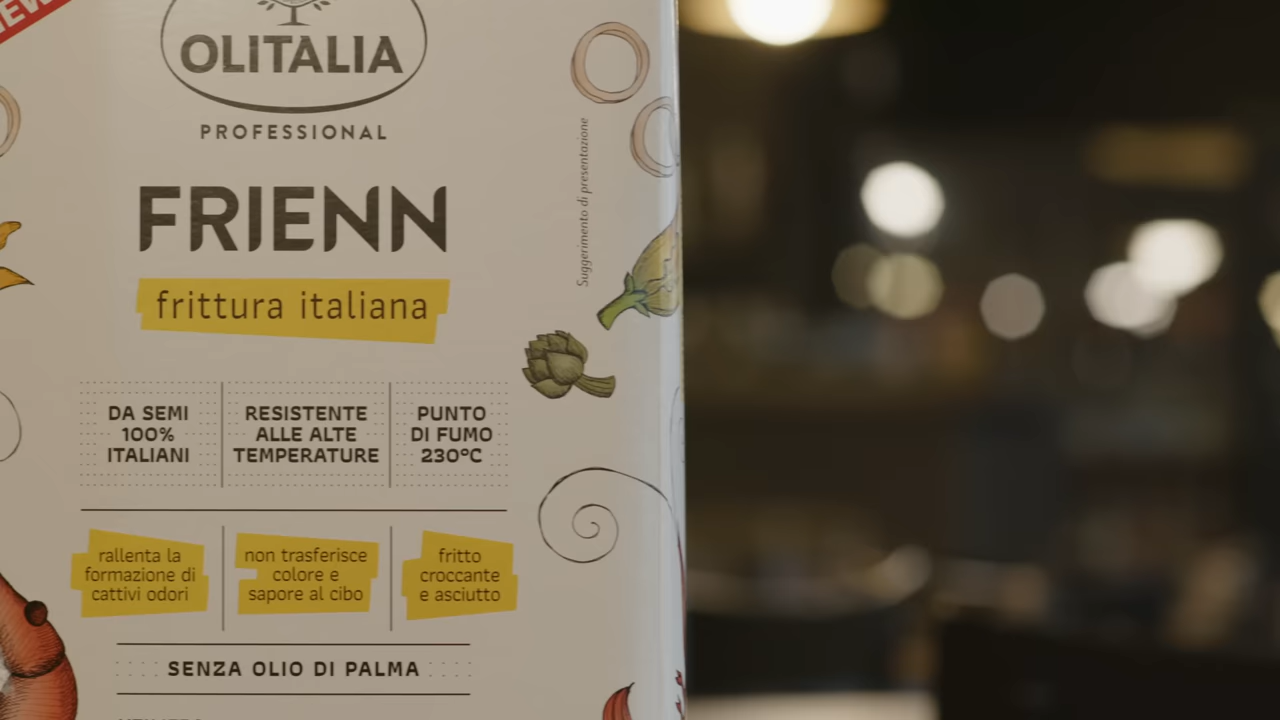 NEW
OLITALIA
PROFESSIONAL
FRIENN
frittura italiana
Suggerimento di presentazione
DA SEMI
100%
ITALIANI
RESISTENTE
ALLE ALTE
TEMPERATURE
PUNTO
DI FUMO
230°C
rallenta la
formazione di
cattivi odori
non trasferisce
colore e
sapore al cibo
fritto
croccante
e asciutto
SENZA OLIO DI PALMA